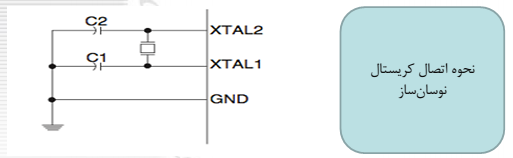 C2
XTAL2
C1
XTAL1
GND
نحوه اتصال کریستال
نوسان‌ساز